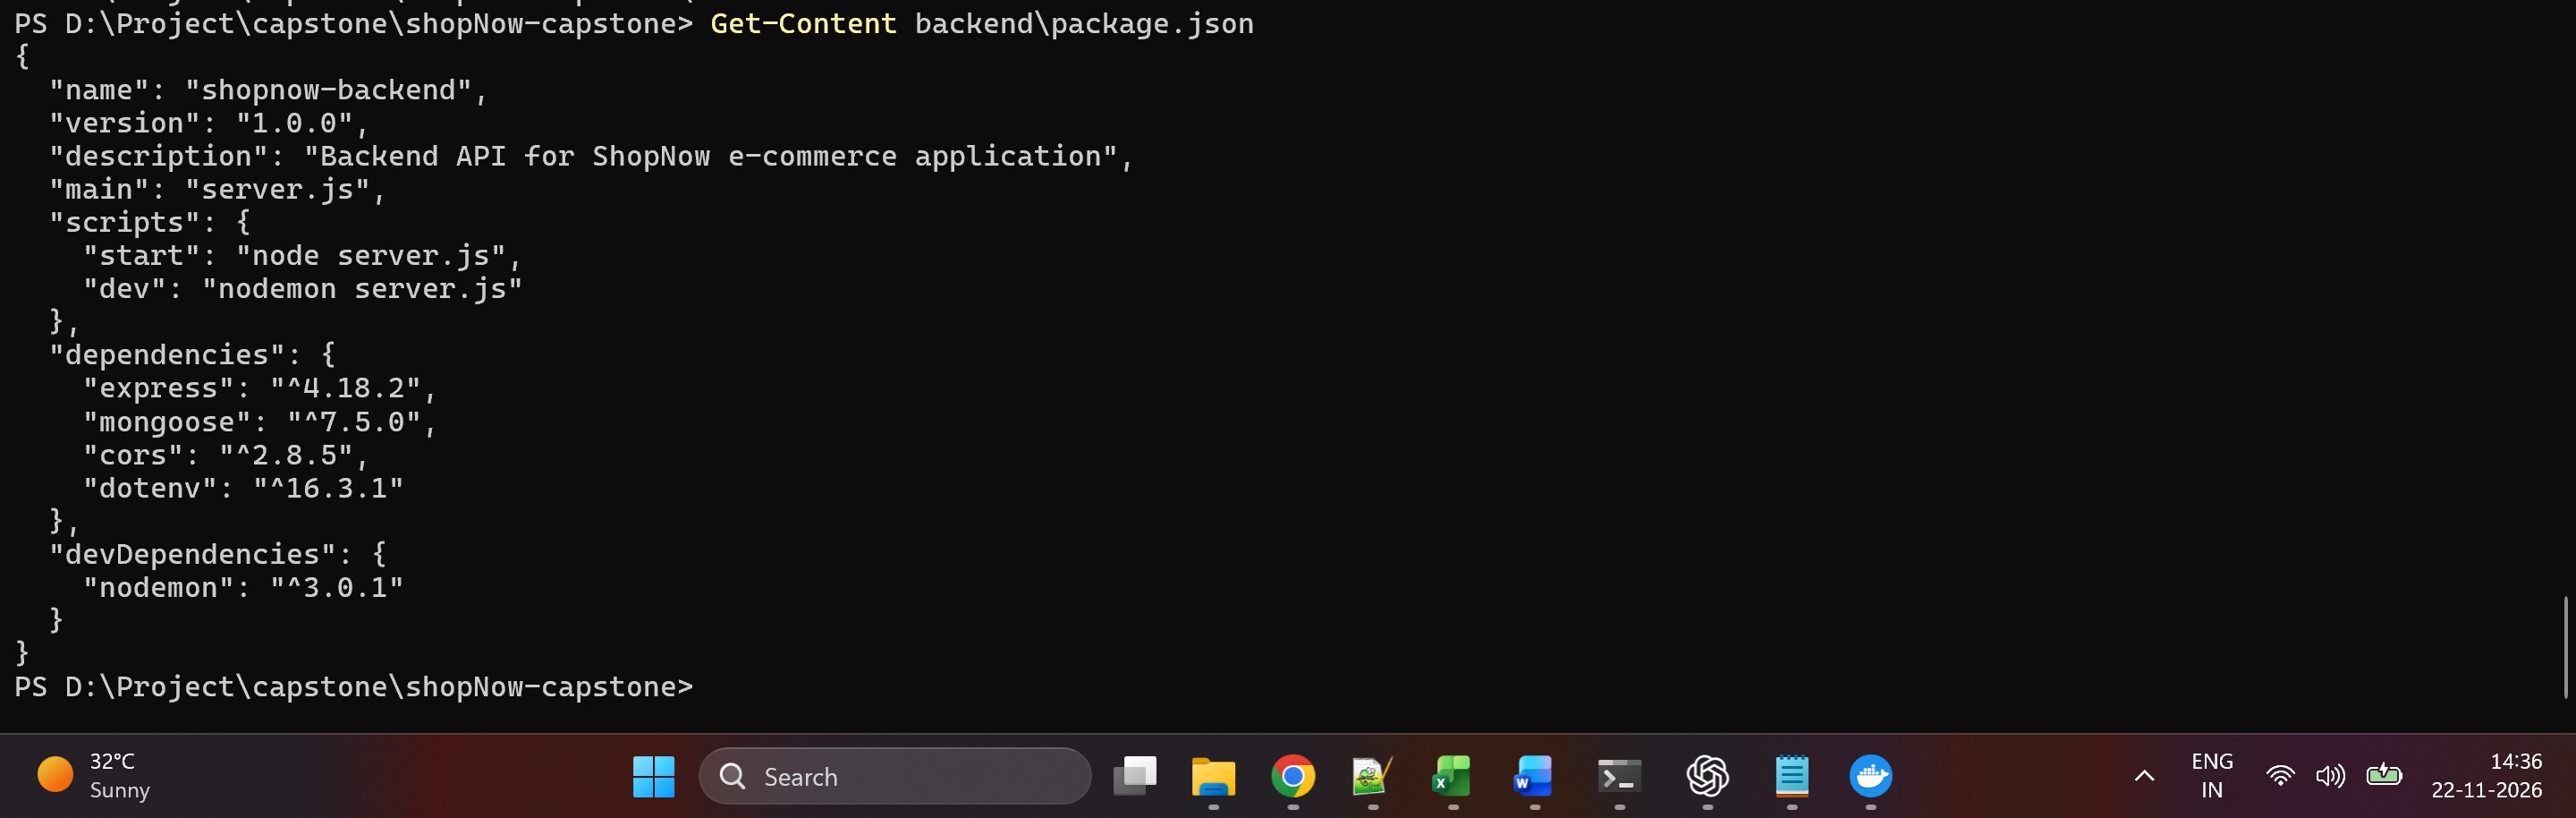 PS D:\Project\capstone\shopNow-capstone> Get-Content backend\package.json
{
  "name": "shopnow-backend",
  "version": "1.0.0",
  "description": "Backend API for ShopNow e-commerce application",
  "main": "server.js",
  "scripts": {
    "start": "node server.js",
    "dev": "nodemon server.js"
  },
  "dependencies": {
    "express": "^4.18.2",
    "mongoose": "^7.5.0",
    "cors": "^2.8.5",
    "dotenv": "^16.3.1"
  },
  "devDependencies": {
    "nodemon": "^3.0.1"
  }
}
PS D:\Project\capstone\shopNow-capstone>
32°C
Sunny
Search
ENG
IN
14:36
22-11-2026